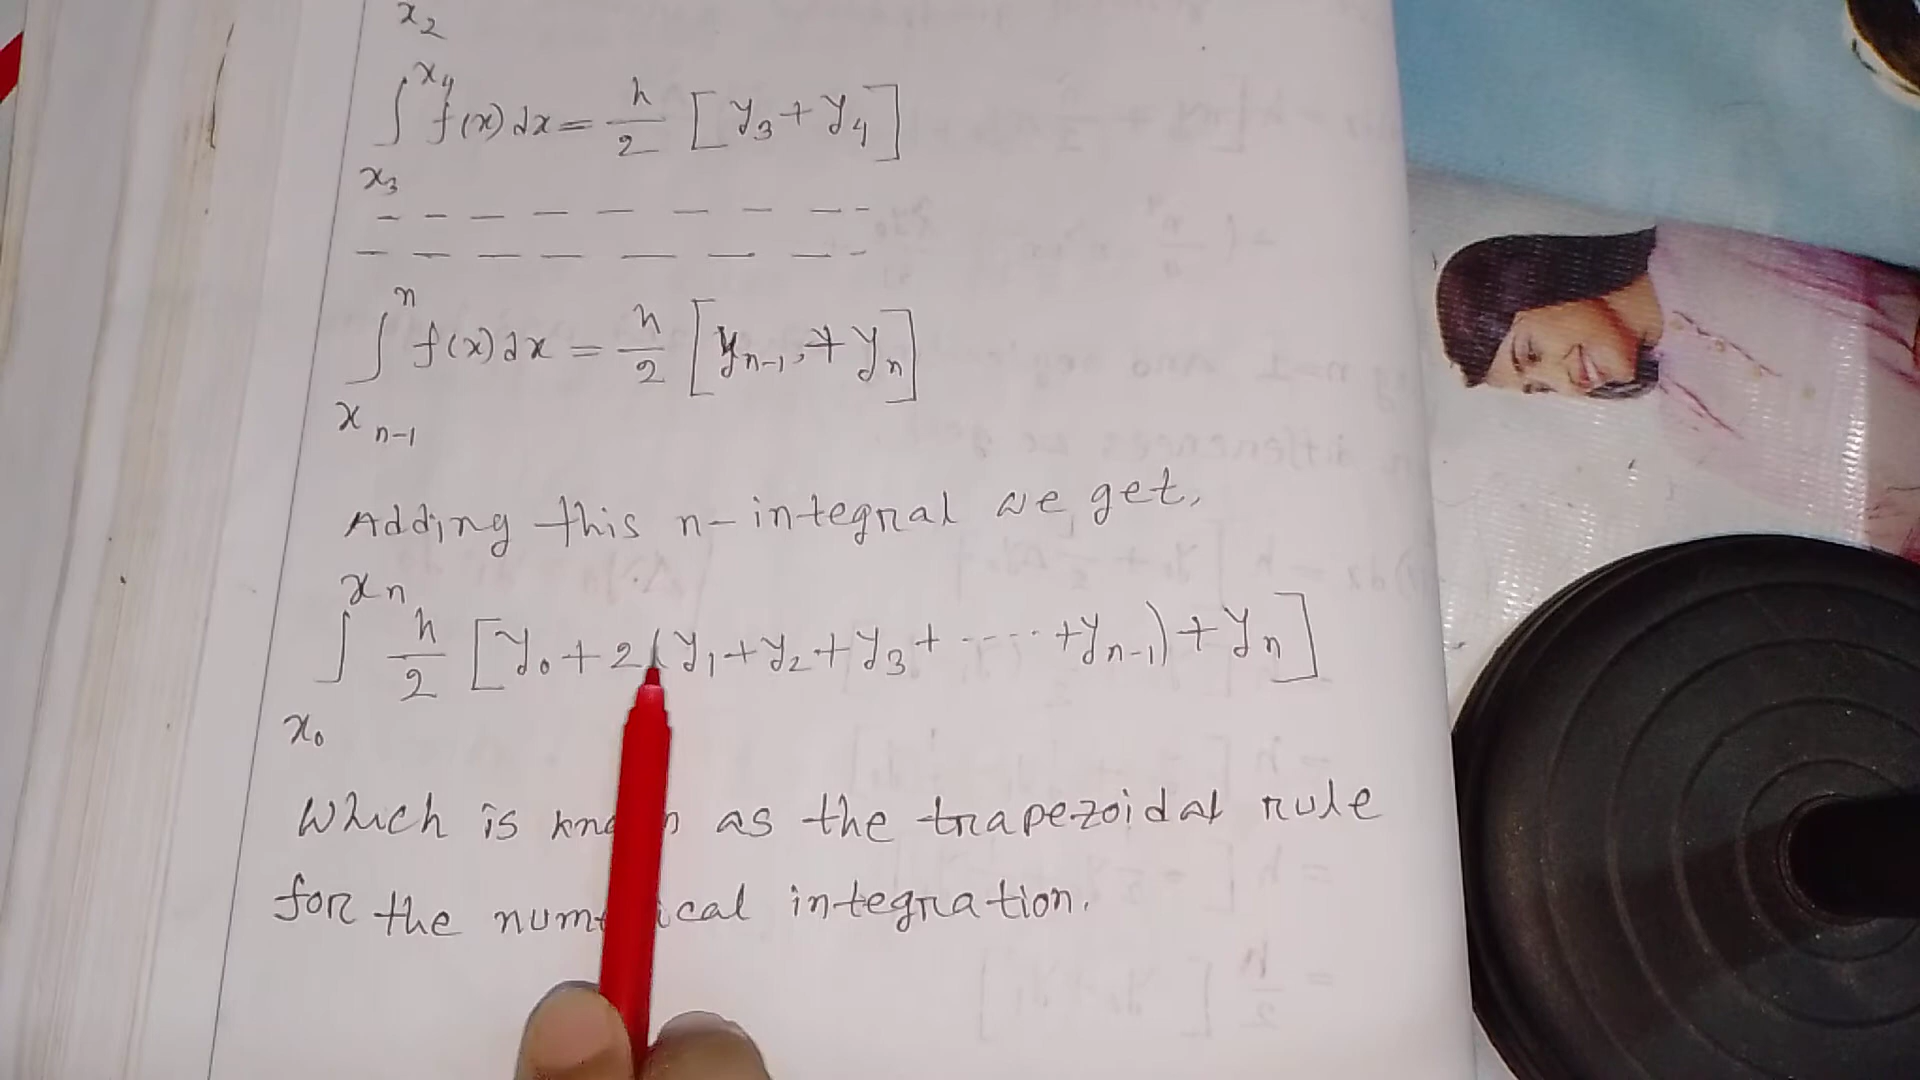 x₂
∫ˣ⁴ f(x) dx = h/2 [y₃ + y₄]
x₃
∫ⁿ f(x) dx = h/2 [yₙ₋₁ + yₙ]
x n-1
Adding this n- integral we get,
xn
∫ h/2 [y₀ + 2(y₁ + y₂ + y₃ + ..... + yₙ₋₁) + yₙ]
x₀
Which is as the trapezoidal rule
for the integration.